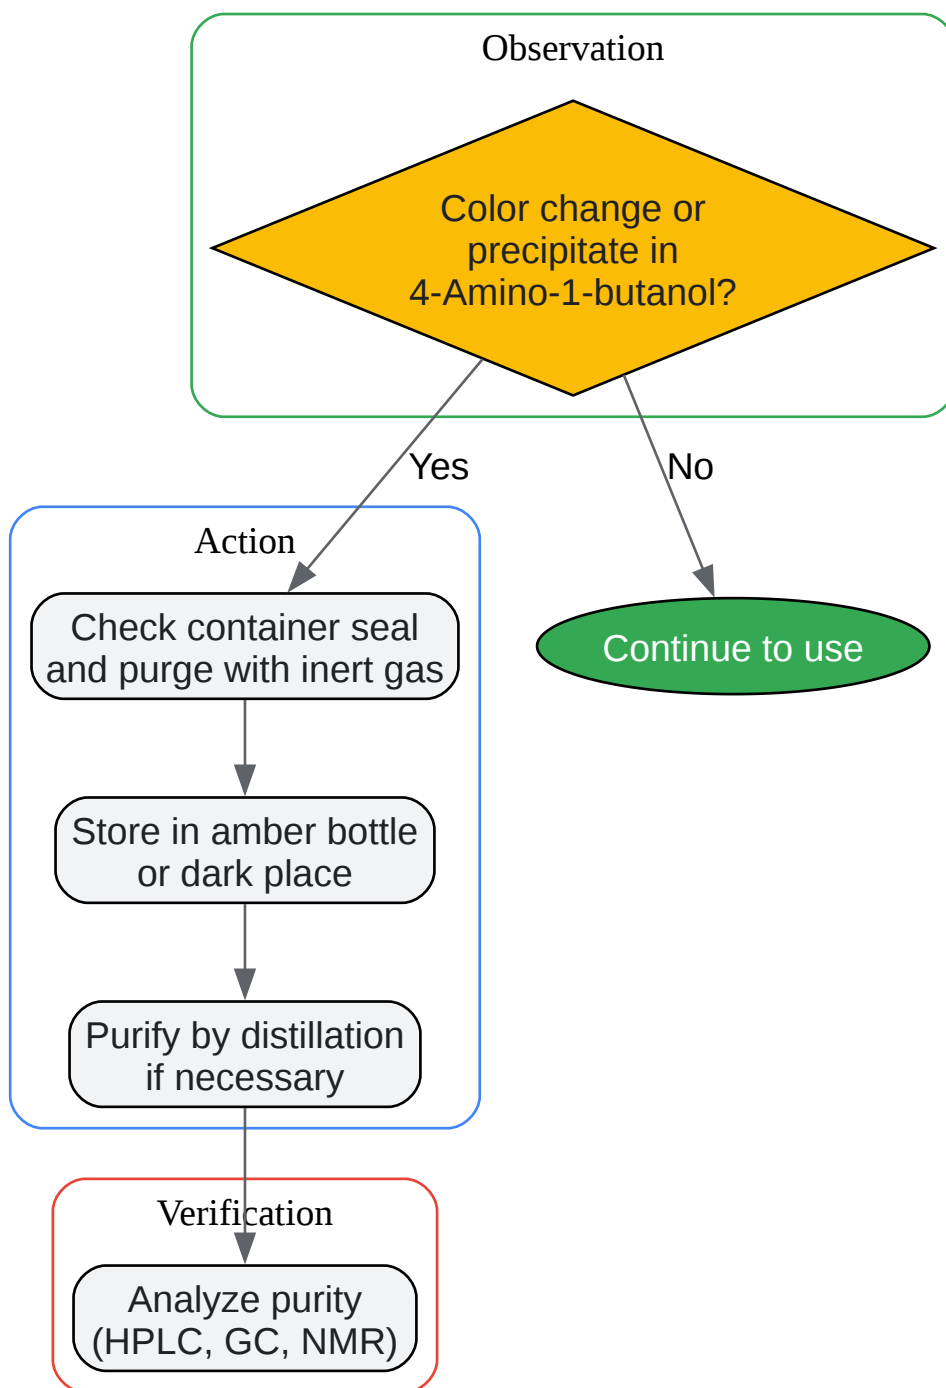 Observation
Color change or
precipitate in
4-Amino-1-butanol?
Yes
No
Action
Check container seal
and purge with inert gas
Continue to use
Store in amber bottle
or dark place
Purify by distillation
if necessary
Verification
Analyze purity
(HPLC, GC, NMR)